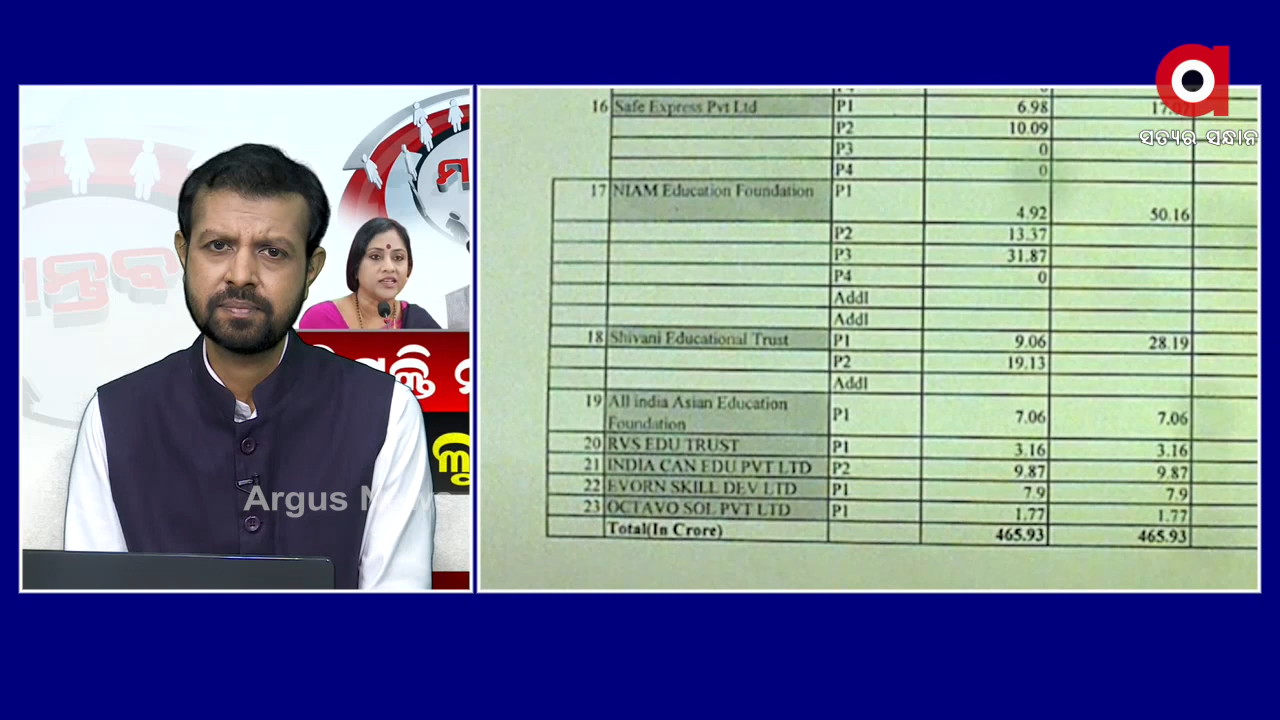 ସତ୍ୟର ସନ୍ଧାନ
Argus News
16 Safe Express Pvt Ltd P1 6.98
P2 10.09
P3 0
P4 0
17 NIAM Education Foundation P1
4.92 50.16
P2 13.37
P3 31.87
P4 0
Addl
Addl
18 Shivani Educational Trust P1 9.06 28.19
P2 19.13
Addl
19 All india Asian Education
Foundation P1 7.06 7.06
20 RVS EDU TRUST P1 3.16 3.16
21 INDIA CAN EDU PVT LTD P2 9.87 9.87
22 EVORN SKILL DEV LTD P1 7.9 7.9
23 OCTAVO SOL PVT LTD P1 1.77 1.77
Total(In Crore) 465.93 465.93